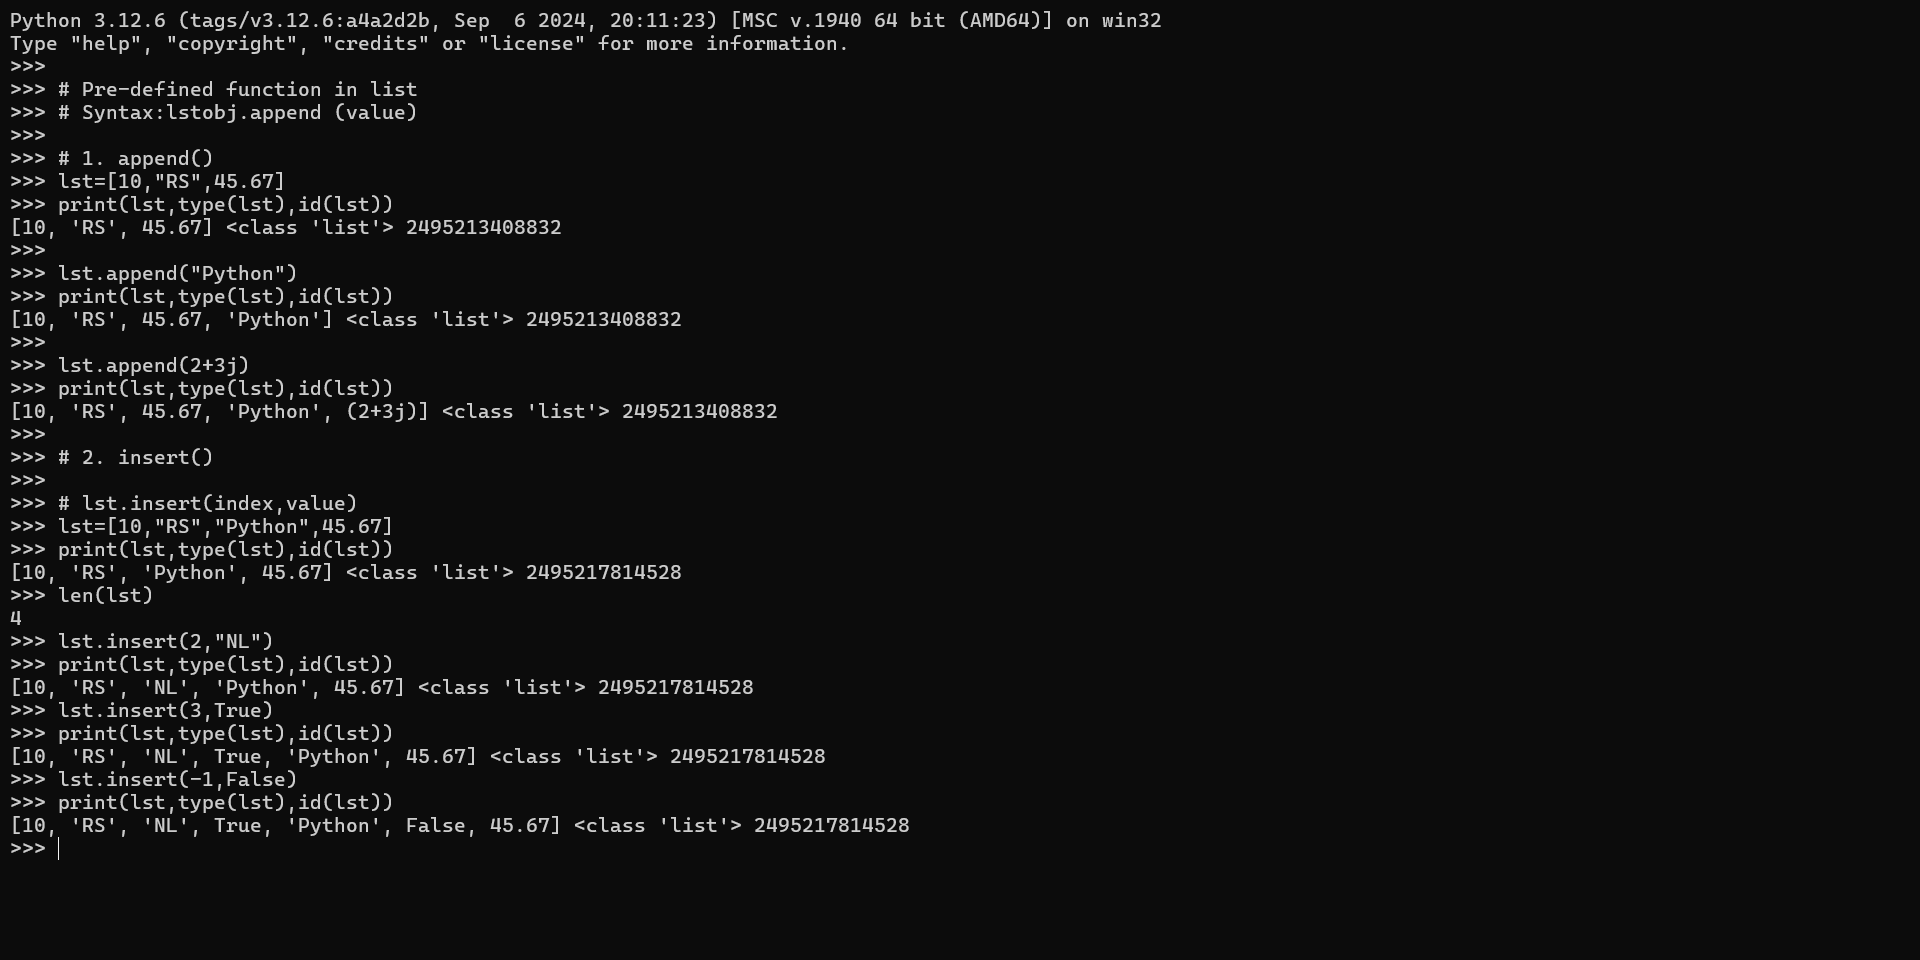 Python 3.12.6 (tags/v3.12.6:a4a2d2b, Sep  6 2024, 20:11:23) [MSC v.1940 64 bit (AMD64)] on win32
Type "help", "copyright", "credits" or "license" for more information.
>>>
>>> # Pre-defined function in list
>>> # Syntax:lstobj.append (value)
>>>
>>> # 1. append()
>>> lst=[10,"RS",45.67]
>>> print(lst,type(lst),id(lst))
[10, 'RS', 45.67] <class 'list'> 2495213408832
>>>
>>> lst.append("Python")
>>> print(lst,type(lst),id(lst))
[10, 'RS', 45.67, 'Python'] <class 'list'> 2495213408832
>>>
>>> lst.append(2+3j)
>>> print(lst,type(lst),id(lst))
[10, 'RS', 45.67, 'Python', (2+3j)] <class 'list'> 2495213408832
>>>
>>> # 2. insert()
>>>
>>> # lst.insert(index,value)
>>> lst=[10,"RS","Python",45.67]
>>> print(lst,type(lst),id(lst))
[10, 'RS', 'Python', 45.67] <class 'list'> 2495217814528
>>> len(lst)
4
>>> lst.insert(2,"NL")
>>> print(lst,type(lst),id(lst))
[10, 'RS', 'NL', 'Python', 45.67] <class 'list'> 2495217814528
>>> lst.insert(3,True)
>>> print(lst,type(lst),id(lst))
[10, 'RS', 'NL', True, 'Python', 45.67] <class 'list'> 2495217814528
>>> lst.insert(-1,False)
>>> print(lst,type(lst),id(lst))
[10, 'RS', 'NL', True, 'Python', False, 45.67] <class 'list'> 2495217814528
>>>